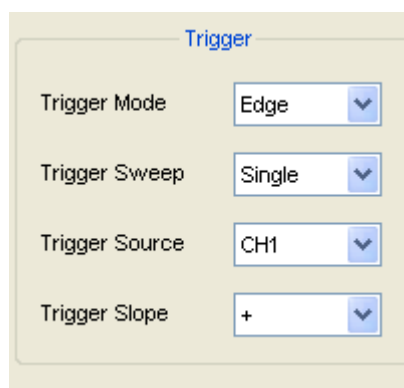 Trigger
Trigger Mode Edge
Trigger Sweep Single
Trigger Source CH1
Trigger Slope +